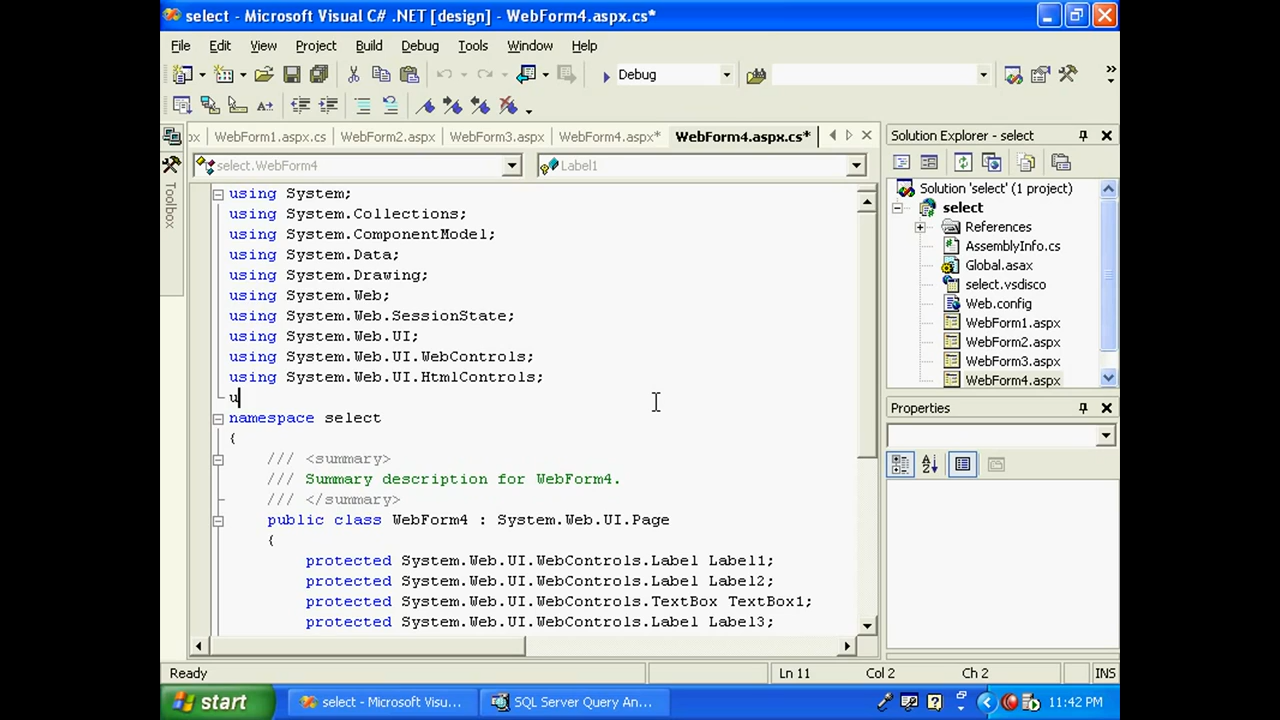 select - Microsoft Visual C# .NET [design] - WebForm4.aspx.cs*
File Edit View Project Build Debug Tools Window Help
Debug
px WebForm1.aspx.cs WebForm2.aspx WebForm3.aspx WebForm4.aspx* WebForm4.aspx.cs*
select.WebForm4 Label1
Toolbox
using System;
using System.Collections;
using System.ComponentModel;
using System.Data;
using System.Drawing;
using System.Web;
using System.Web.SessionState;
using System.Web.UI;
using System.Web.UI.WebControls;
using System.Web.UI.HtmlControls;
u
namespace select
{
/// <summary>
/// Summary description for WebForm4.
/// </summary>
public class WebForm4 : System.Web.UI.Page
{
protected System.Web.UI.WebControls.Label Label1;
protected System.Web.UI.WebControls.Label Label2;
protected System.Web.UI.WebControls.TextBox TextBox1;
protected System.Web.UI.WebControls.Label Label3;
Solution Explorer - select
Solution 'select' (1 project)
select
References
AssemblyInfo.cs
Global.asax
select.vsdisco
Web.config
WebForm1.aspx
WebForm2.aspx
WebForm3.aspx
WebForm4.aspx
Properties
Ready Ln 11 Col 2 Ch 2 INS
start select - Microsoft Visu... SQL Server Query An... 11:42 PM